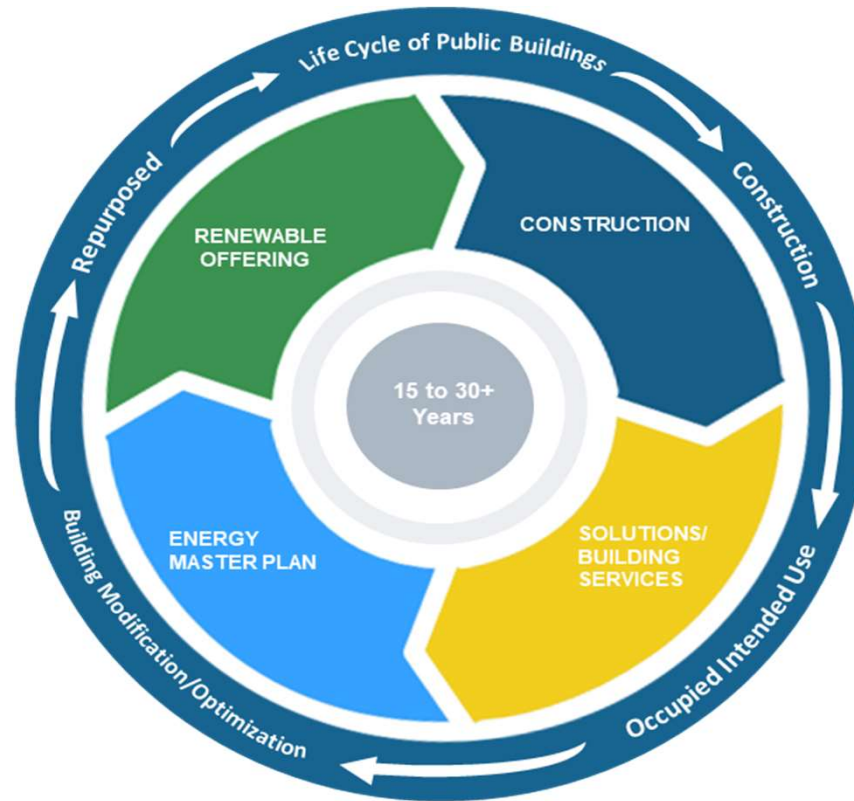 Life Cycle of Public Buildings
Construction
Occupied Intended Use
Building Modification/Optimization
Repurposed
RENEWABLE
OFFERING
CONSTRUCTION
15 to 30+
Years
ENERGY
MASTER PLAN
SOLUTIONS/
BUILDING
SERVICES